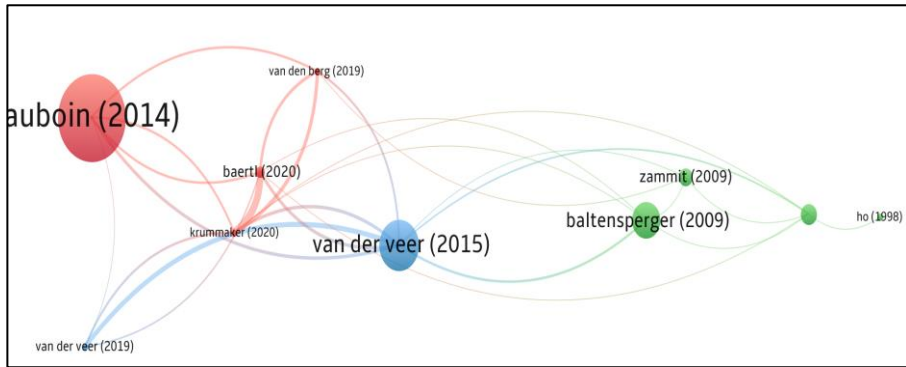 van den berg (2019)
auboin (2014)
baertl (2020)
zammit (2009)
baltensperger (2009)
ho (1998)
krummaker (2020)
van der veer (2015)
van der veer (2019)